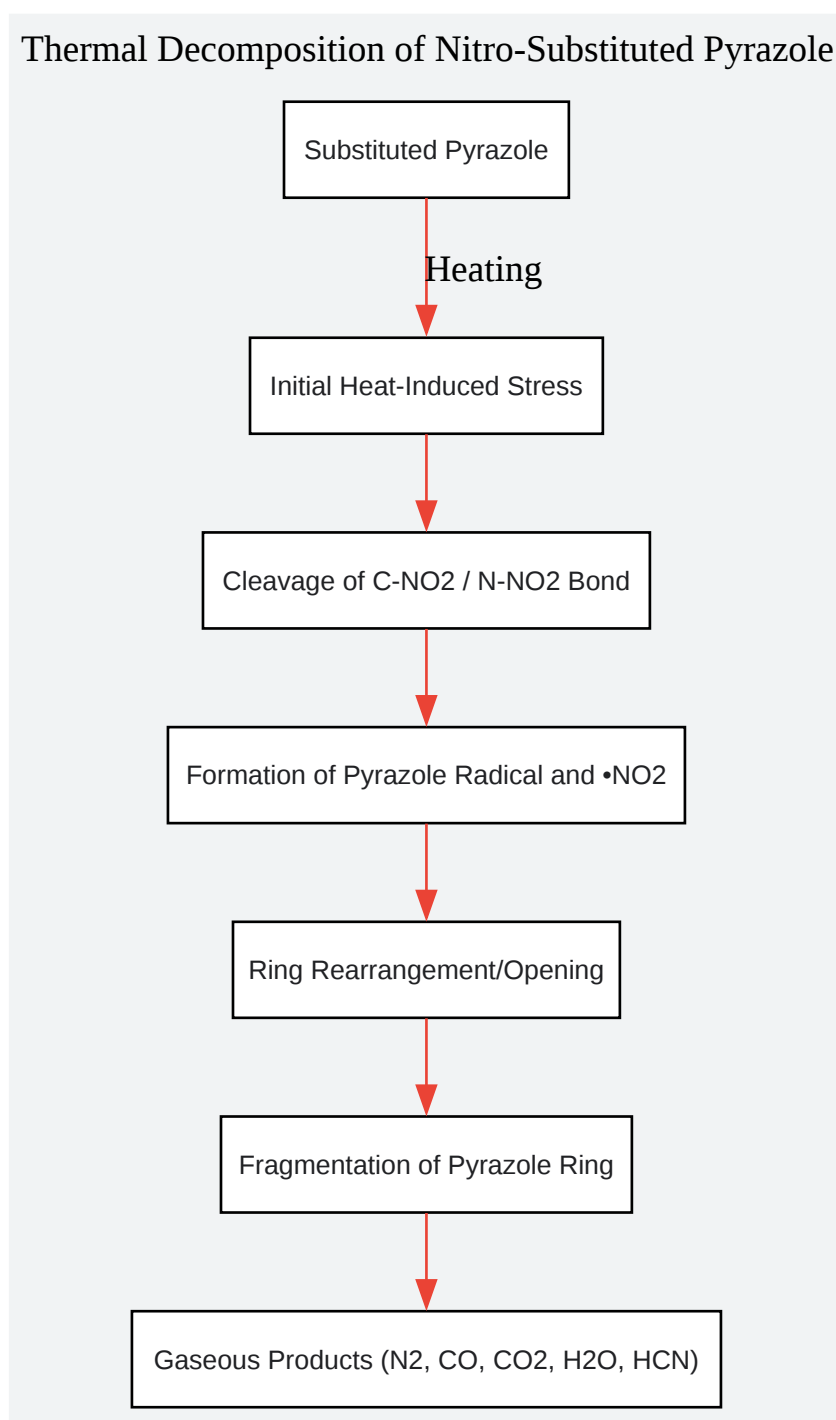 Thermal Decomposition of Nitro-Substituted Pyrazole
Substituted Pyrazole
Heating
Initial Heat-Induced Stress
Cleavage of C-NO2 / N-NO2 Bond
Formation of Pyrazole Radical and •NO2
Ring Rearrangement/Opening
Fragmentation of Pyrazole Ring
Gaseous Products (N2, CO, CO2, H2O, HCN)